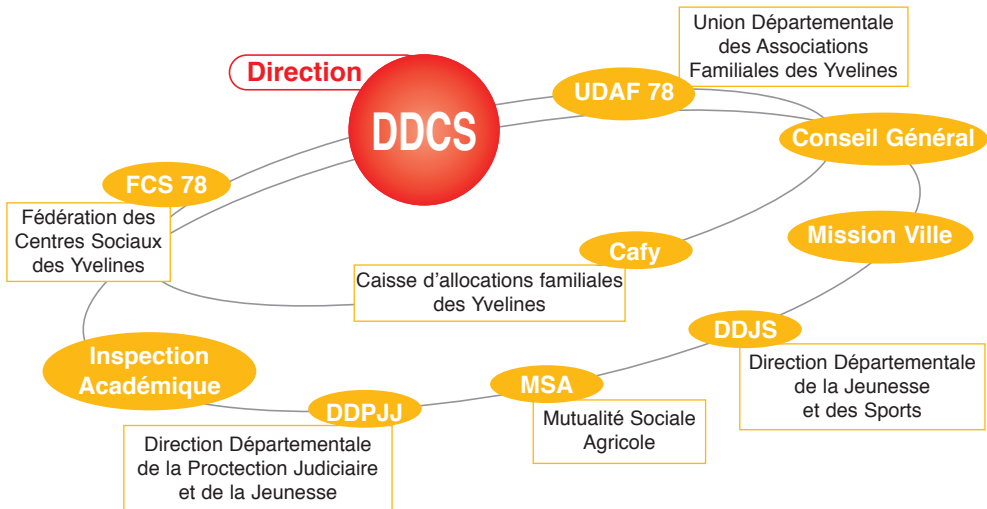 Union Départementale
des Associations
Familiales des Yvelines
Direction
DDCS
UDAF 78
Conseil Général
FCS 78
Fédération des
Centres Sociaux
des Yvelines
Mission Ville
Cafy
Caisse d'allocations familiales
des Yvelines
DDJS
Direction Départementale
de la Jeunesse
et des Sports
Inspection
Académique
MSA
Mutualité Sociale
Agricole
DDPJJ
Direction Départementale
de la Proctection Judiciaire
et de la Jeunesse